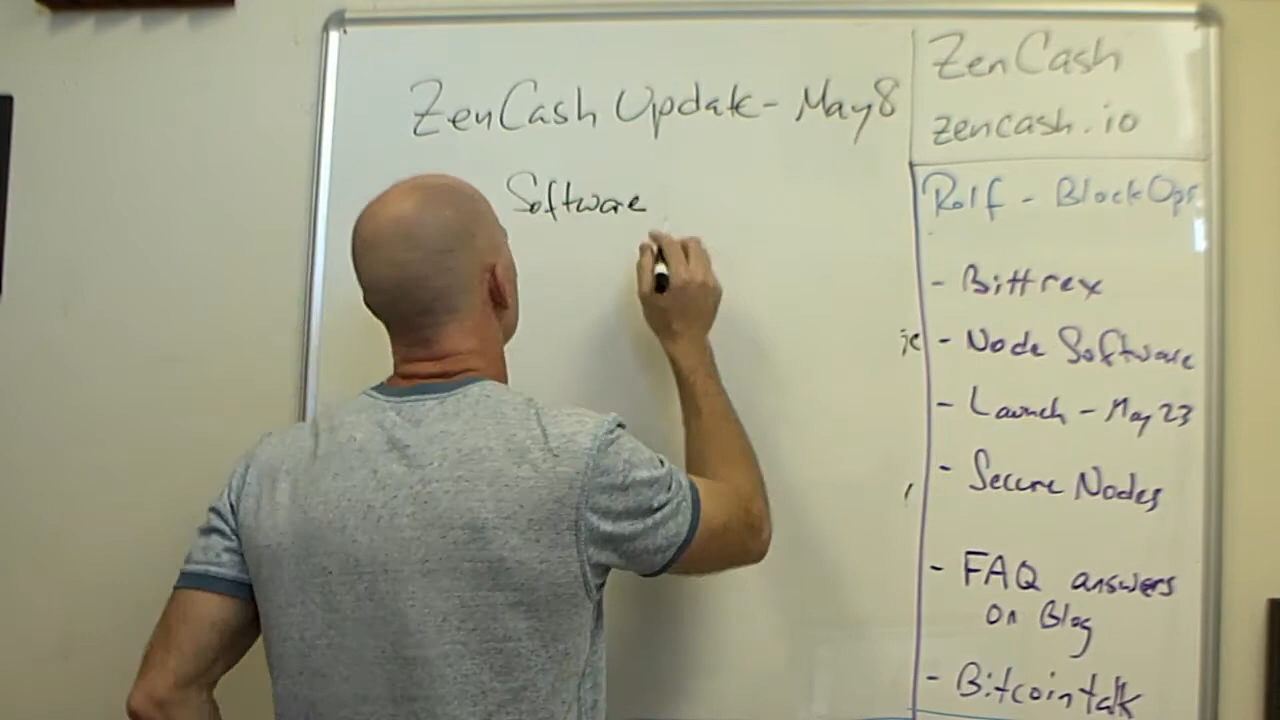 ZenCash Update - May 8
Software
ZenCash
zencash.io
Rolf - BlockOps
- Bittrex
- Node Software
- Launch - May 23
- Secure Nodes
- FAQ answers
on Blog
- Bitcointalk